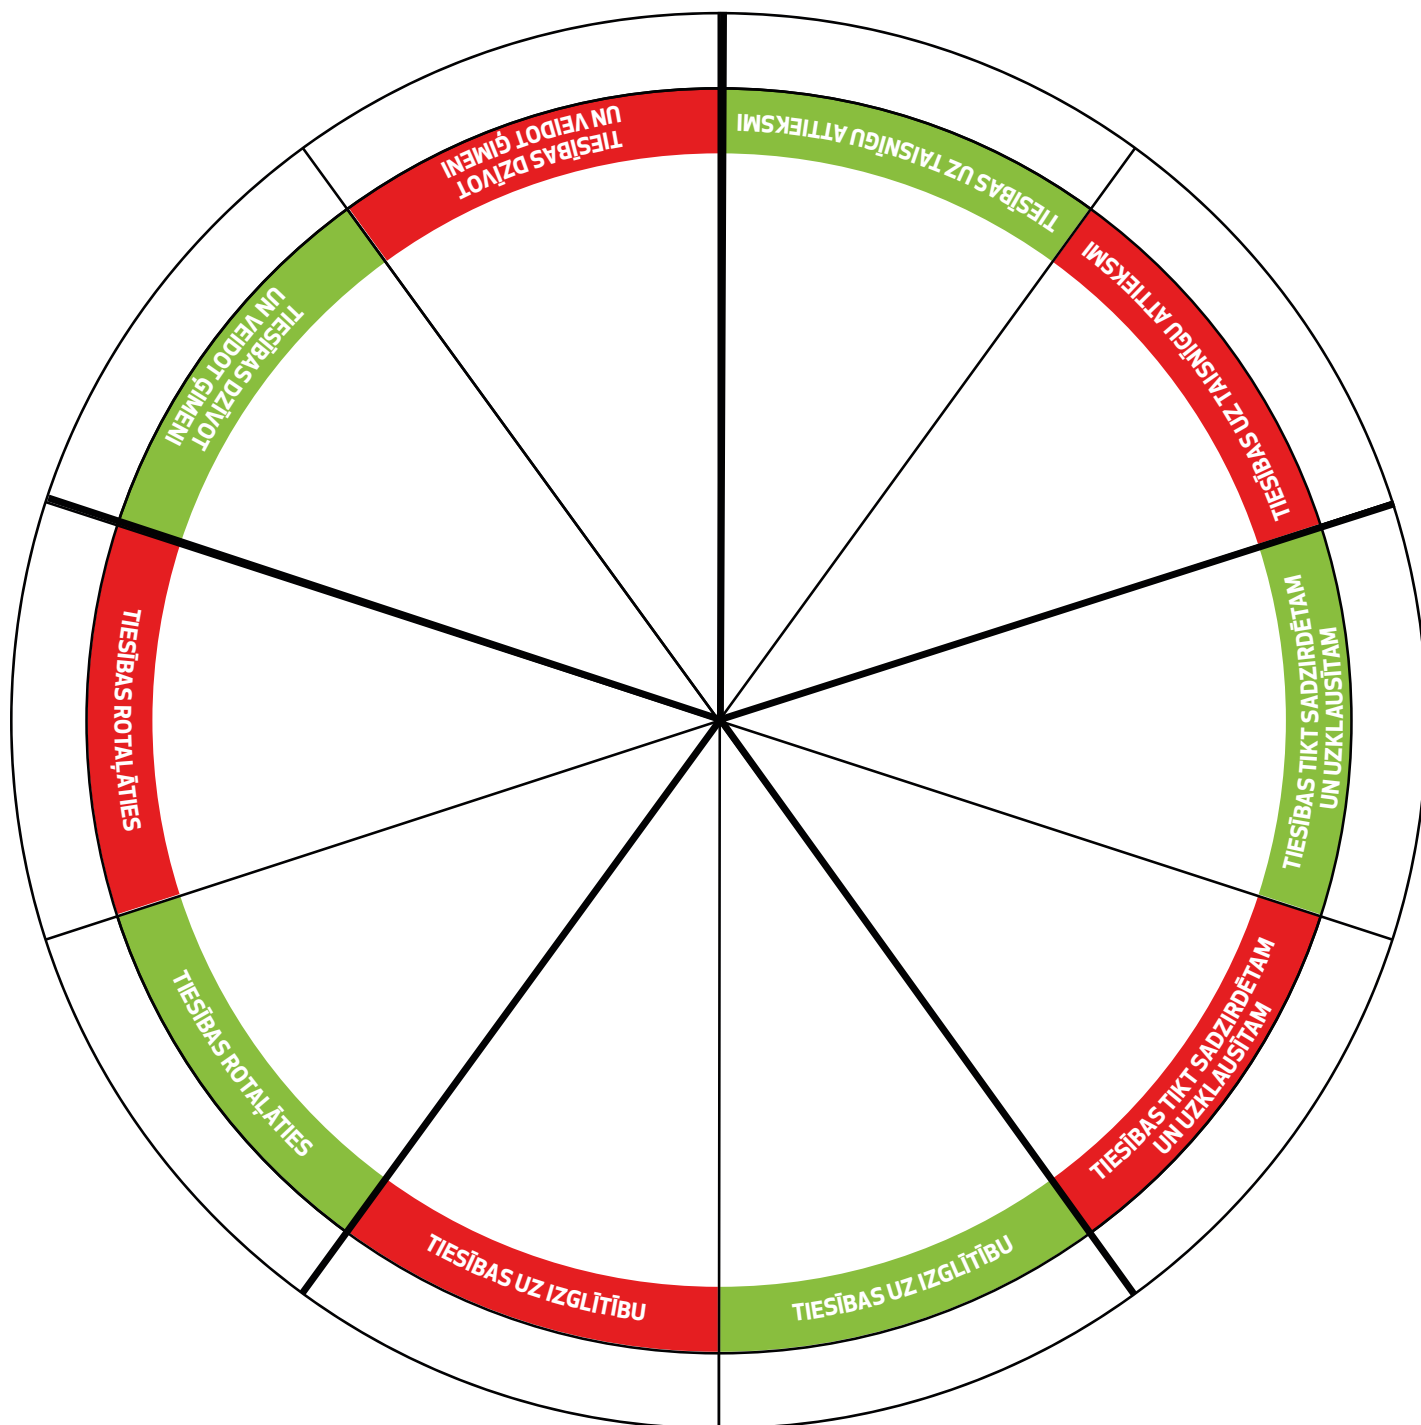 TIESĪBAS UZ TAISNĪGU ATTIEKSMI
TIESĪBAS UZ TAISNĪGU ATTIEKSMI
TIESĪBAS TIKT SADZIRDĒTAM
UN UZKLAUSĪTAM
TIESĪBAS TIKT SADZIRDĒTAM
UN UZKLAUSĪTAM
TIESĪBAS UZ IZGLĪTĪBU
TIESĪBAS UZ IZGLĪTĪBU
TIESĪBAS ROTAĻĀTIES
TIESĪBAS ROTAĻĀTIES
TIESĪBAS DZĪVOT
UN VEIDOT ĢIMENI
TIESĪBAS DZĪVOT
UN VEIDOT ĢIMENI